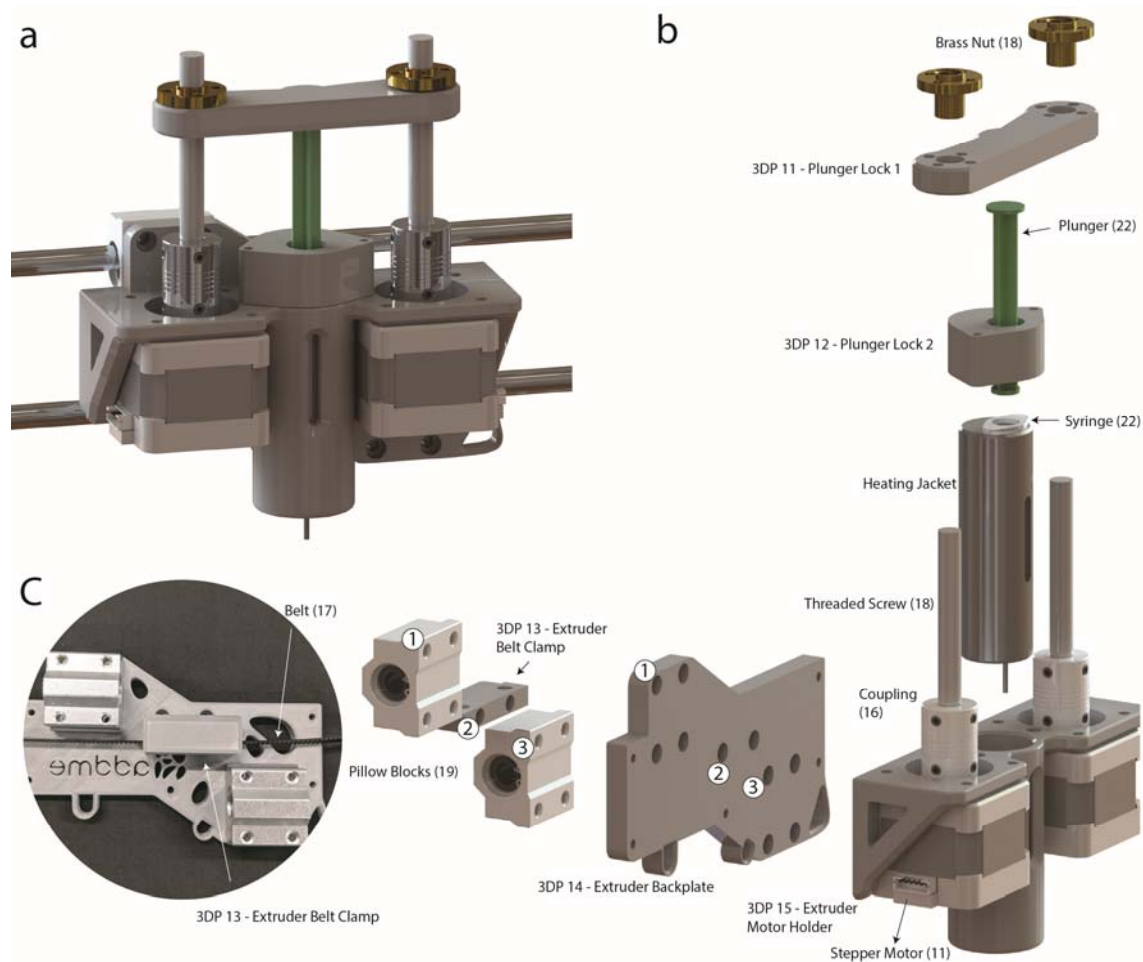 a
b
Brass Nut (18)
3DP 11 - Plunger Lock 1
Plunger (22)
3DP 12 - Plunger Lock 2
Syringe (22)
Heating Jacket
Threaded Screw (18)
Coupling
(16)
C
Belt (17)
1
3DP 13 - Extruder
Belt Clamp
2
3
Pillow Blocks (19)
addme
3DP 13 - Extruder Belt Clamp
1
2
3
3DP 14 - Extruder Backplate
3DP 15 - Extruder
Motor Holder
Stepper Motor (11)